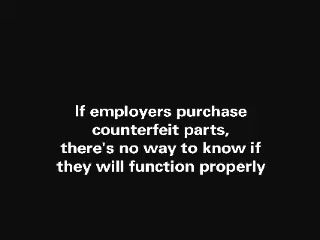 If employers purchase
counterfeit parts,
there's no way to know if
they will function properly